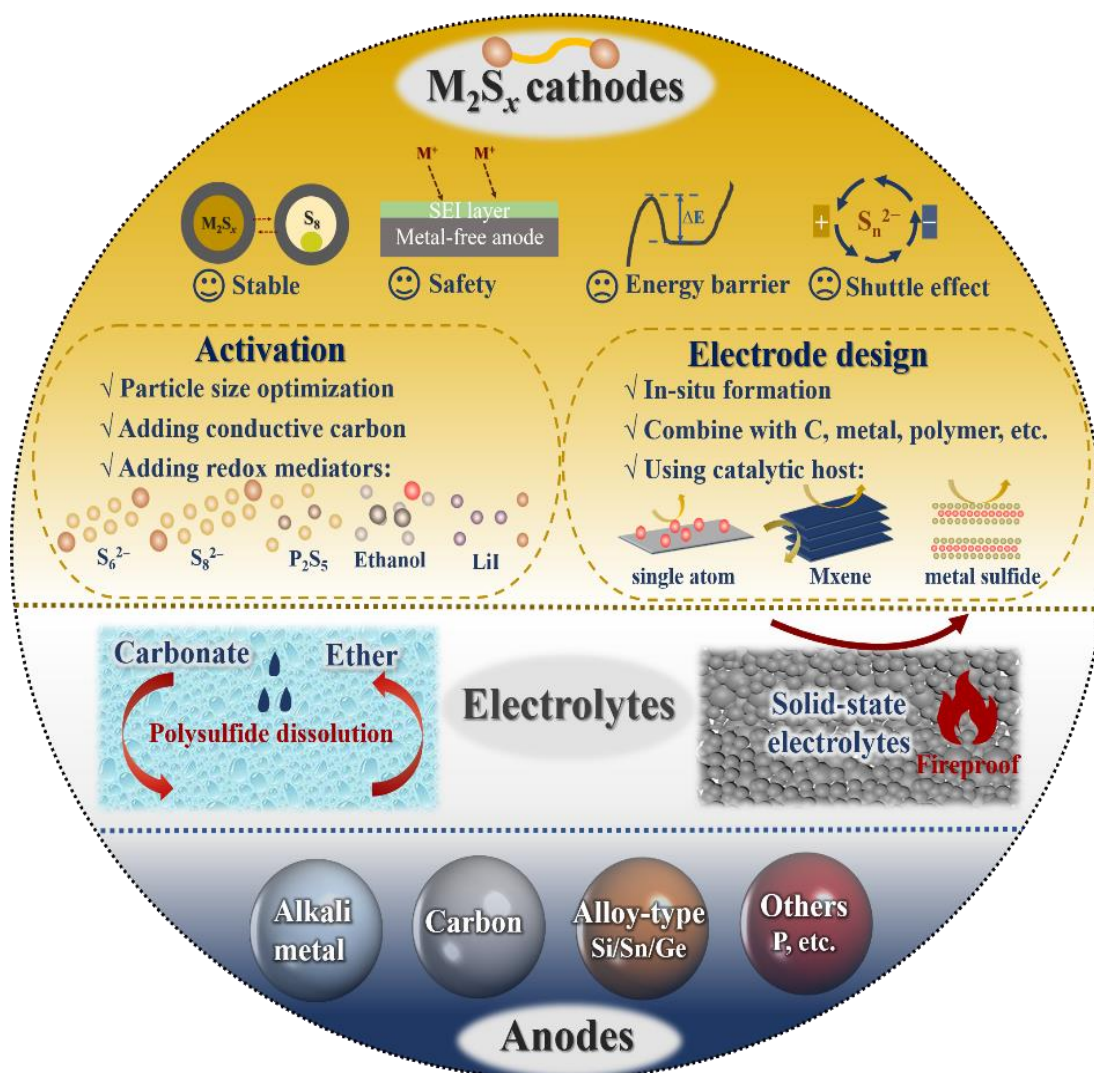 M₂Sₓ cathodes
M⁺ M⁺
M₂Sₓ
S₈
SEI layer
Metal-free anode
ΔE
+ Sₙ²⁻ −
Stable
Safety
Energy barrier
Shuttle effect
Activation
√ Particle size optimization
√ Adding conductive carbon
√ Adding redox mediators:
S₆²⁻ S₈²⁻ P₂S₅ Ethanol LiI
Electrode design
√ In-situ formation
√ Combine with C, metal, polymer, etc.
√ Using catalytic host:
single atom Mxene metal sulfide
Carbonate Ether
Polysulfide dissolution
Electrolytes
Solid-state
electrolytes
Fireproof
Alkali
metal
Carbon
Alloy-type
Si/Sn/Ge
Others
P, etc.
Anodes